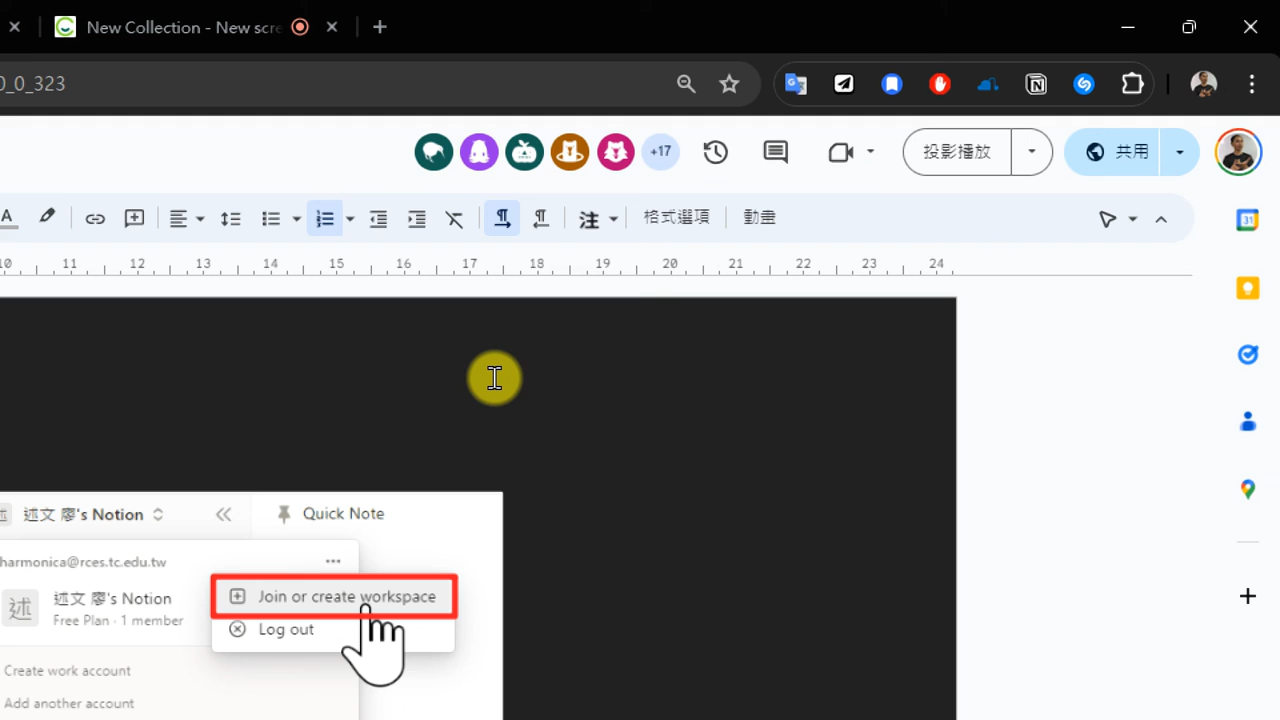 New Collection - New scre
0_0_323
+17
投影播放
共用
A
注
格式選項
動畫
10 11 12 13 14 15 16 17 18 19 20 21 22 23 24
31
述文 廖's Notion
Quick Note
harmonica@rces.tc.edu.tw
Join or create workspace
述
述文 廖's Notion
Free Plan · 1 member
Log out
Create work account
Add another account